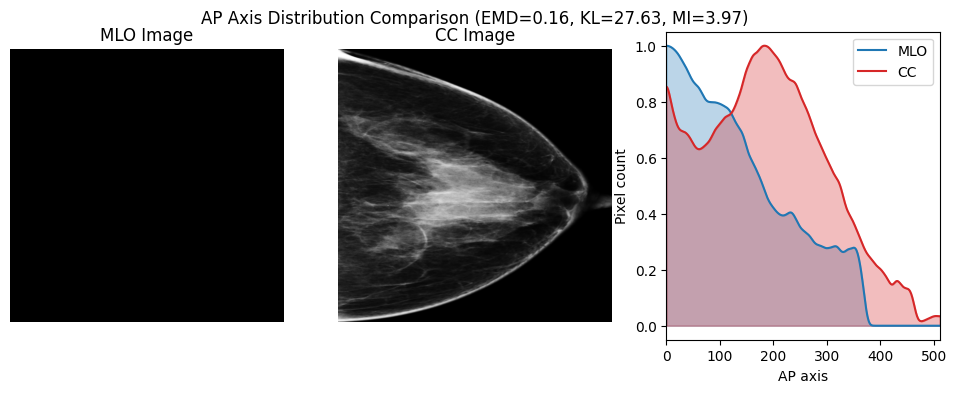 AP Axis Distribution Comparison (EMD=0.16, KL=27.63, MI=3.97)
MLO Image
CC Image
MLO
CC
Pixel count
1.0
0.8
0.6
0.4
0.2
0.0
0 100 200 300 400 500
AP axis